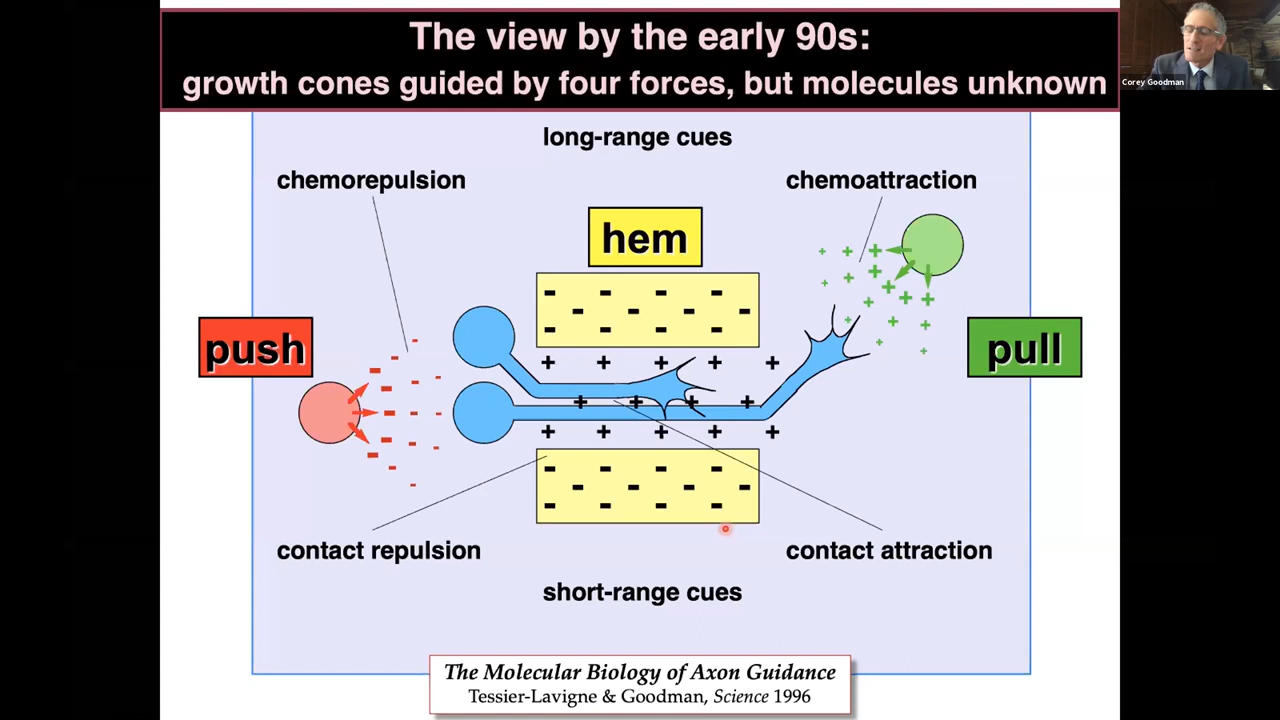 The view by the early 90s:
growth cones guided by four forces, but molecules unknown
Corey Goodman
long-range cues
chemorepulsion
chemoattraction
hem
push
pull
contact repulsion
contact attraction
short-range cues
The Molecular Biology of Axon Guidance
Tessier-Lavigne & Goodman, Science 1996